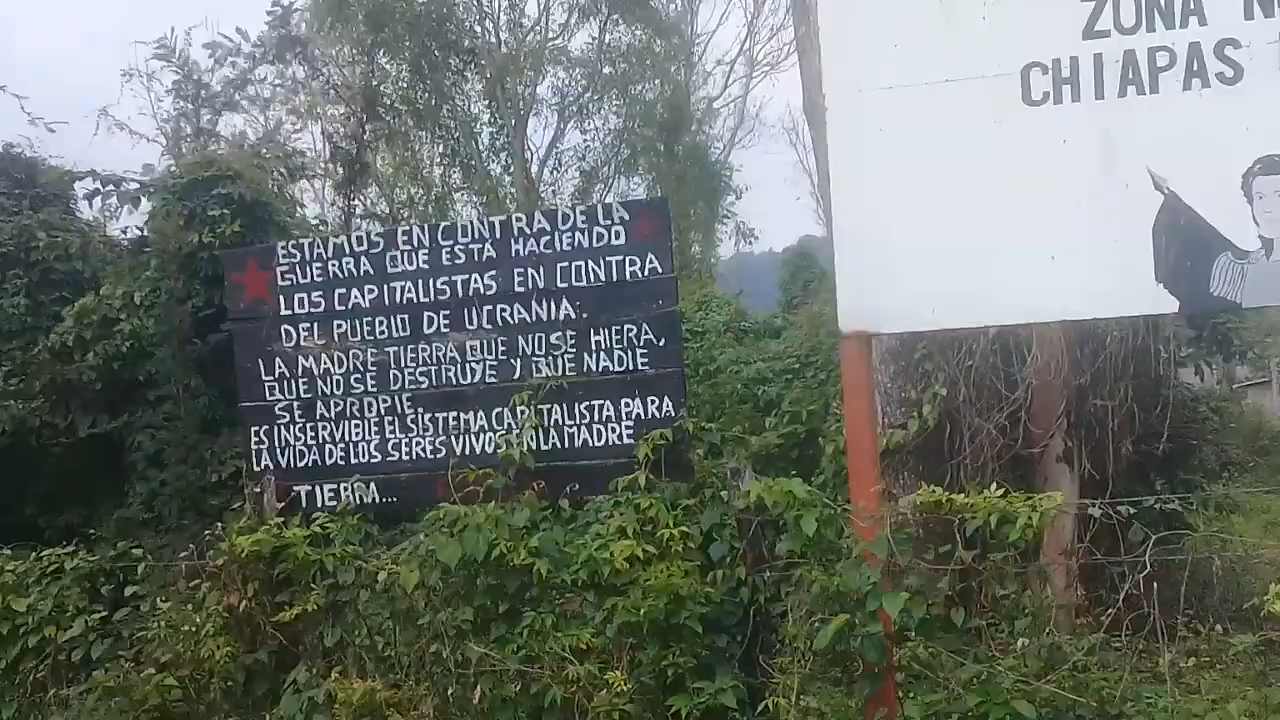 ESTAMOS EN CONTRA DE LA
GUERRA QUE ESTÁ HACIENDO
LOS CAPITALISTAS EN CONTRA
DEL PUEBLO DE UCRANIA:
LA MADRE TIERRA QUE NO SE HIERA,
QUE NO SE DESTRUYE Y QUE NADIE
SE APROPIE.
ES INSERVIBLE EL SISTEMA CAPITALISTA PARA
LA VIDA DE LOS SERES VIVOS EN LA MADRE
TIERRA...
ZONA
CHIAPAS